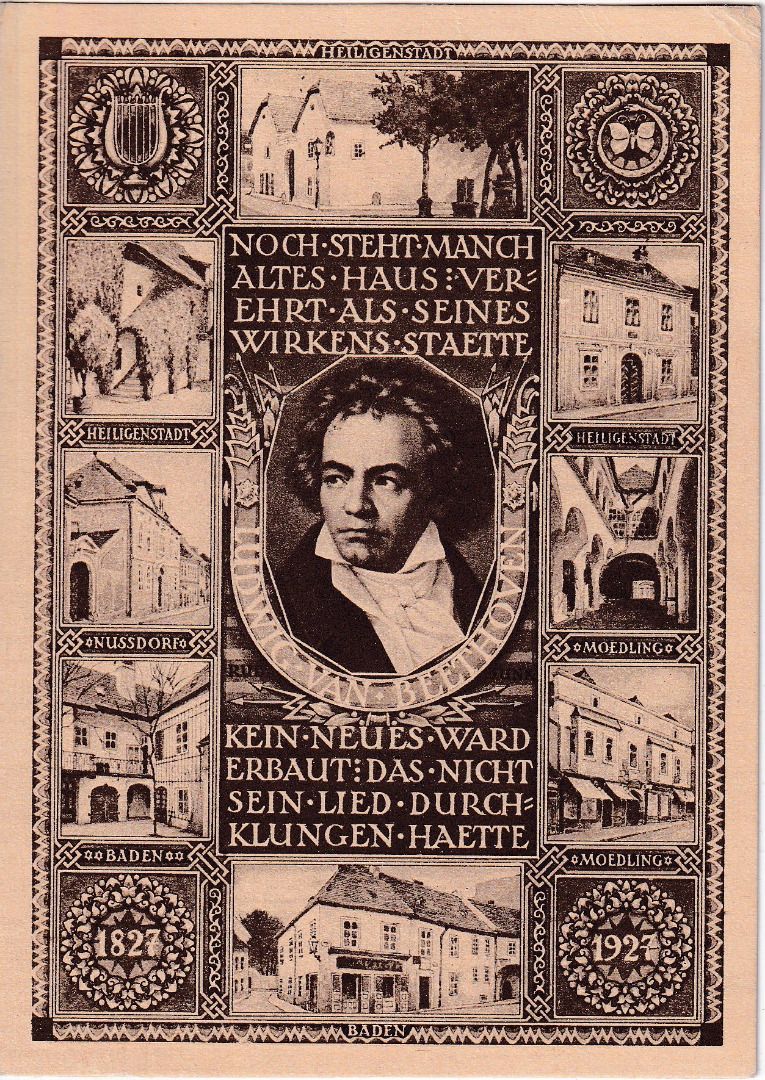 HEILIGENSTADT
NOCH·STEHT·MANCH
ALTES·HAUS⁝VER=
EHRT·ALS·SEINES
WIRKENS·STAETTE
HEILIGENSTADT
HEILIGENSTADT
LUDWIG·VAN·BEETHOVEN
NUSSDORF
MOEDLING
KEIN·NEUES·WARD
ERBAUT⁝DAS·NICHT
SEIN·LIED·DURCH=
KLUNGEN·HAETTE
BADEN
MOEDLING
1827
1927
BADEN